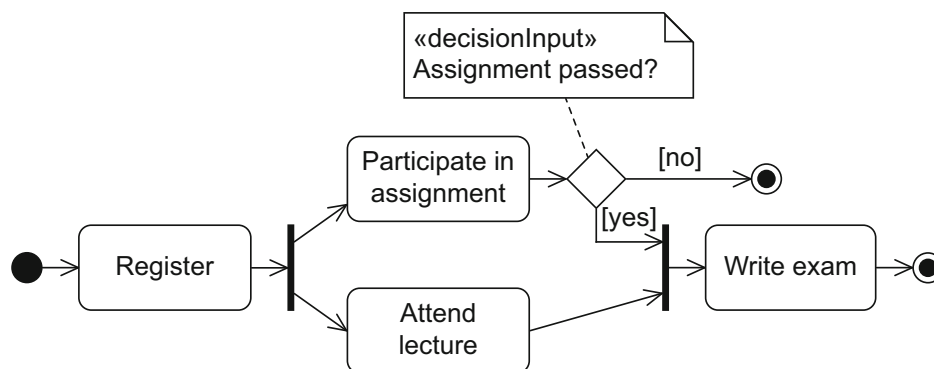 «decisionInput»
Assignment passed?
Participate in
assignment
[no]
[yes]
Register
Write exam
Attend
lecture